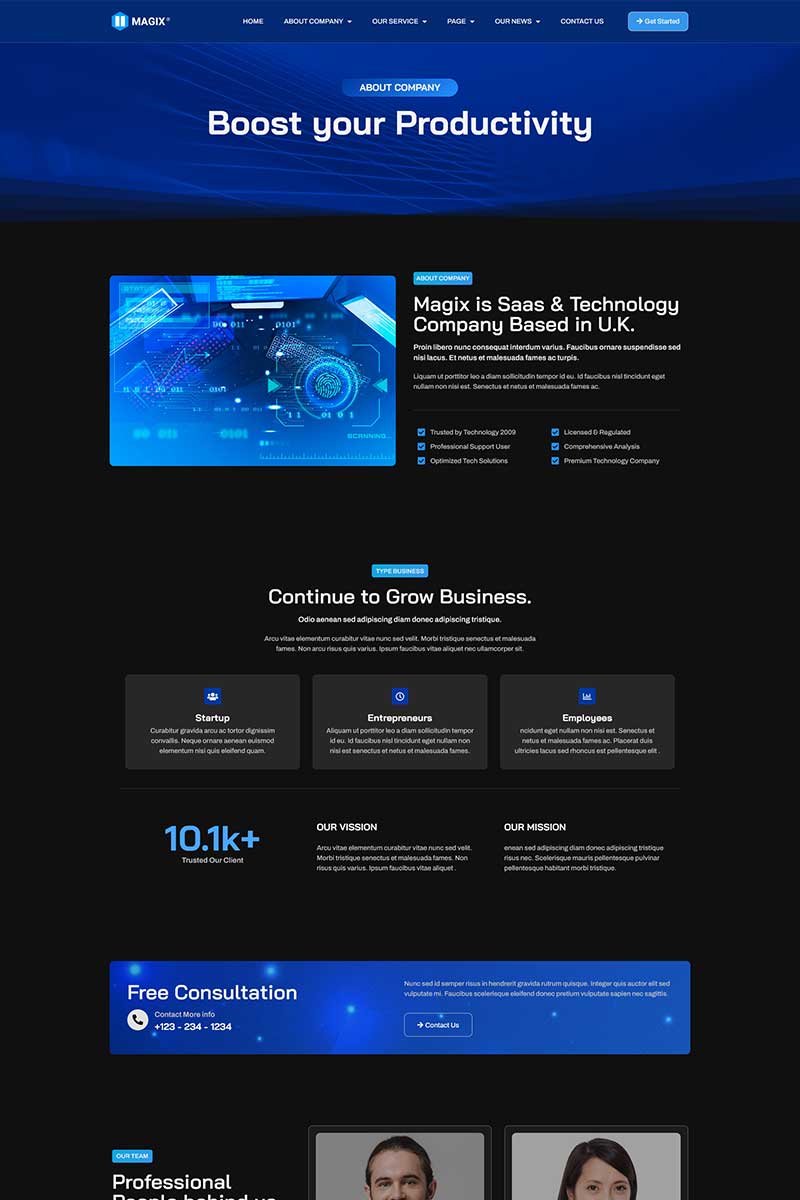 MAGIX®
HOME
ABOUT COMPANY
OUR SERVICE
PAGE
OUR NEWS
CONTACT US
Get Started
ABOUT COMPANY
Boost your Productivity
STATUS
0101
SCANNING...
ABOUT COMPANY
Magix is Saas & Technology
Company Based in U.K.
Proin libero nunc consequat interdum varius. Faucibus ornare suspendisse sed
nisi lacus. Et netus et malesuada fames ac turpis.
Liquam ut porttitor leo a diam sollicitudin tempor id eu. Id faucibus nisl tincidunt eget
nullam non nisi est. Senectus et netus et malesuada fames ac.
Trusted by Technology 2009
Licensed & Regulated
Professional Support User
Comprehensive Analysis
Optimized Tech Solutions
Premium Technology Company
TYPE BUSINESS
Continue to Grow Business.
Odio aenean sed adipiscing diam donec adipiscing tristique.
Arcu vitae elementum curabitur vitae nunc sed velit. Morbi tristique senectus et malesuada
fames. Non arcu risus quis varius. Ipsum faucibus vitae aliquet nec ullamcorper sit.
Startup
Curabitur gravida arcu ac tortor dignissim
convallis. Neque ornare aenean euismod
elementum nisi quis eleifend quam.
Entrepreneurs
Aliquam ut porttitor leo a diam sollicitudin tempor
id eu. Id faucibus nisl tincidunt eget nullam non
nisi est senectus et netus et malesuada fames.
Employees
ncidunt eget nullam non nisi est. Senectus et
netus et malesuada fames ac. Placerat duis
ultricies lacus sed rhoncus est pellentesque elit .
10.1k+
Trusted Our Client
OUR VISSION
Arcu vitae elementum curabitur vitae nunc sed velit.
Morbi tristique senectus et malesuada fames. Non
risus quis varius. Ipsum faucibus vitae aliquet .
OUR MISSION
enean sed adipiscing diam donec adipiscing tristique
risus nec. Scelerisque mauris pellentesque pulvinar
pellentesque habitant morbi tristique.
Free Consultation
Contact More info
+123 - 234 - 1234
Nunc sed id semper risus in hendrerit gravida rutrum quisque. Integer quis auctor elit sed
vulputate mi. Faucibus scelerisque eleifend donec pretium vulputate sapien nec sagittis.
Contact Us
OUR TEAM
Professional
People behind us